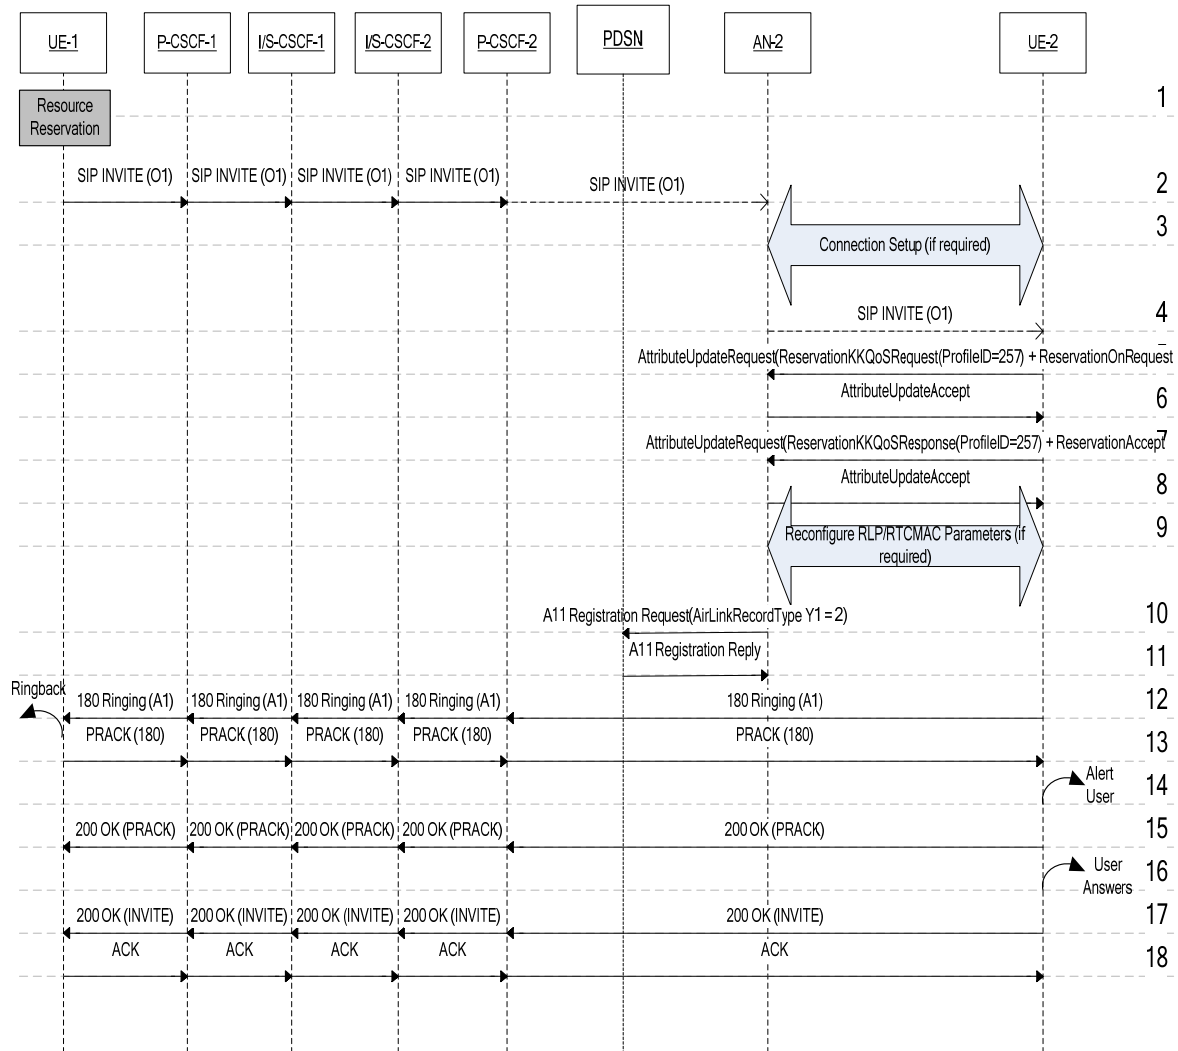 UE-1
P-CSCF-1
I/S-CSCF-1
I/S-CSCF-2
P-CSCF-2
PDSN
AN-2
UE-2
Resource
Reservation
1
SIP INVITE (O1)
SIP INVITE (O1)
SIP INVITE (O1)
SIP INVITE (O1)
SIP INVITE (O1)
2
3
Connection Setup (if required)
SIP INVITE (O1)
4
AttributeUpdateRequest(ReservationKKQoSRequest(ProfileID=257) + ReservationOnRequest
AttributeUpdateAccept
6
7
AttributeUpdateRequest(ReservationKKQoSResponse(ProfileID=257) + ReservationAccept
AttributeUpdateAccept
8
9
Reconfigure RLP/RTCMAC Parameters (if
required)
A11 Registration Request(AirLinkRecordType Y1 = 2)
10
A11 Registration Reply
11
Ringback
180 Ringing (A1)
180 Ringing (A1)
180 Ringing (A1)
180 Ringing (A1)
180 Ringing (A1)
12
PRACK (180)
PRACK (180)
PRACK (180)
PRACK (180)
PRACK (180)
13
Alert
User
14
200 OK (PRACK)
200 OK (PRACK)
200 OK (PRACK)
200 OK (PRACK)
200 OK (PRACK)
15
User
Answers
16
200 OK (INVITE)
200 OK (INVITE)
200 OK (INVITE)
200 OK (INVITE)
200 OK (INVITE)
17
ACK
ACK
ACK
ACK
ACK
18